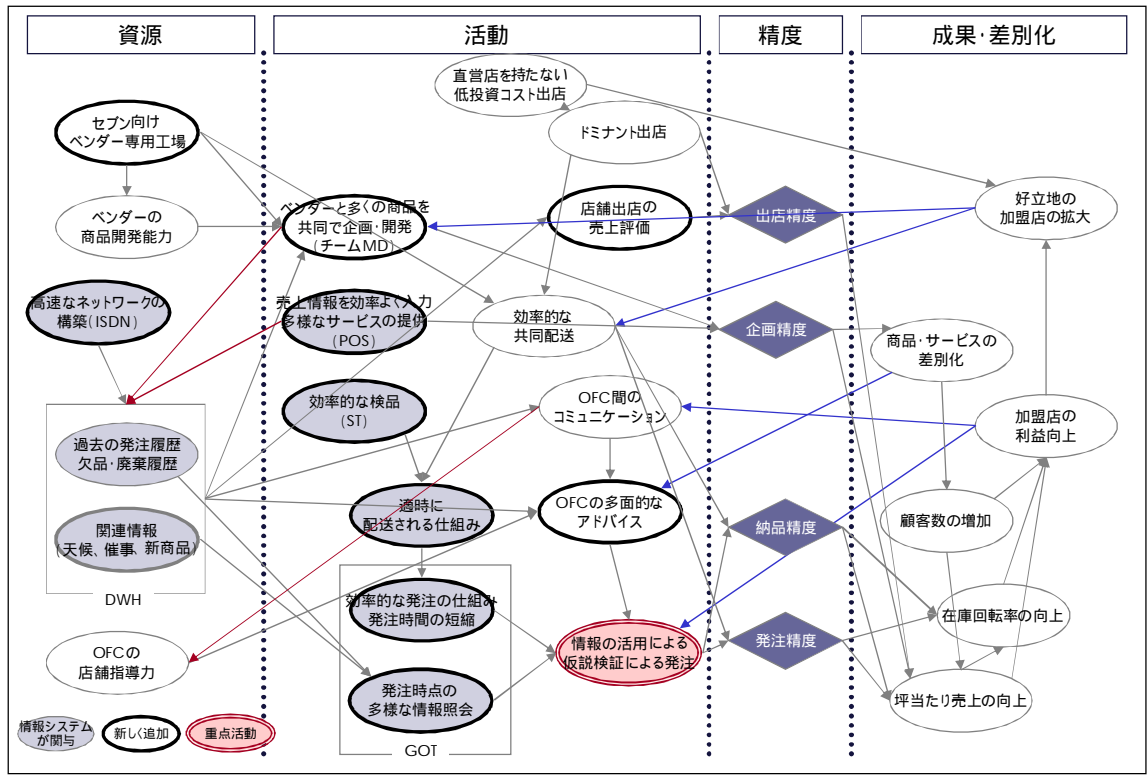 資源
活動
精度
成果・差別化
直営店を持たない
低投資コスト出店
ドミナント出店
セブン向け
ベンダー専用工場
ベンダーの
商品開発能力
ベンダーと多くの商品を
共同で企画・開発
(チームMD)
店舗出店の
売上評価
出店精度
好立地の
加盟店の拡大
高速なネットワークの
構築(ISDN)
売上情報を効率よく入力
多様なサービスの提供
(POS)
効率的な
共同配送
企画精度
商品・サービスの
差別化
効率的な検品
(ST)
OFC間の
コミュニケーション
加盟店の
利益向上
過去の発注履歴
欠品・廃棄履歴
関連情報
(天候、催事、新商品)
DWH
適時に
配送される仕組み
OFCの多面的な
アドバイス
納品精度
顧客数の増加
効率的な発注の仕組み
発注時間の短縮
情報の活用による
仮説検証による発注
発注精度
在庫回転率の向上
OFCの
店舗指導力
発注時点の
多様な情報照会
GOT
坪当たり売上の向上
情報システム
が関与
新しく追加
重点活動